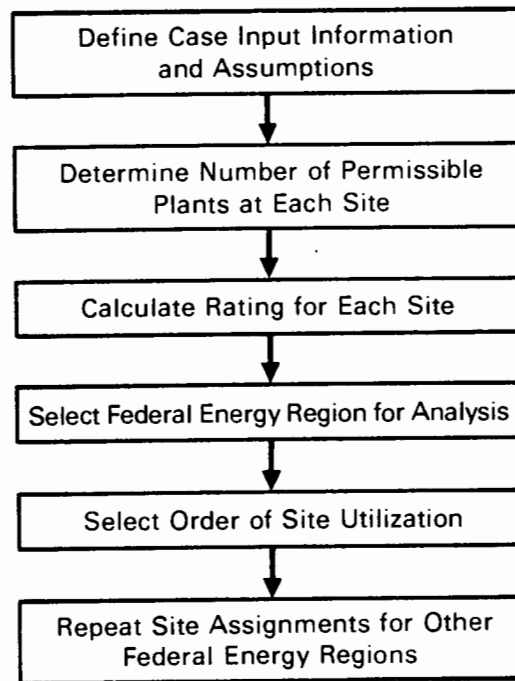 Define Case Input Information
and Assumptions
Determine Number of Permissible
Plants at Each Site
Calculate Rating for Each Site
Select Federal Energy Region for Analysis
Select Order of Site Utilization
Repeat Site Assignments for Other
Federal Energy Regions